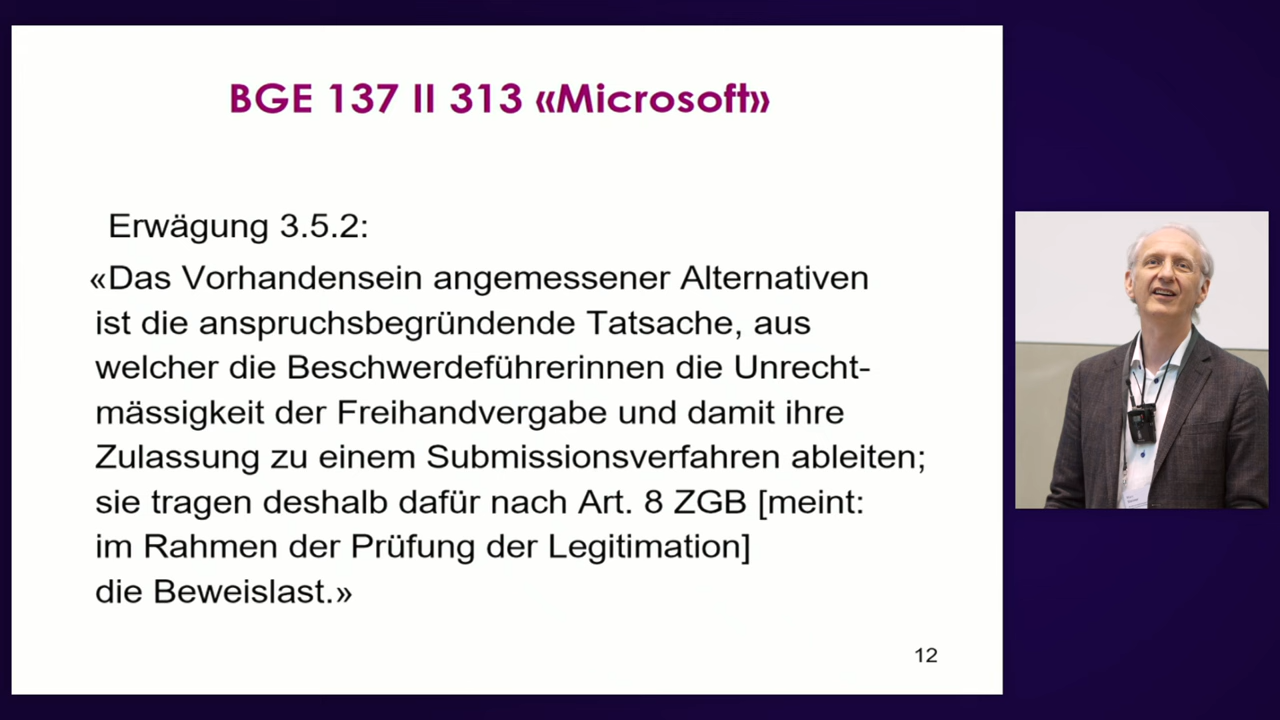 BGE 137 II 313 «Microsoft»
Erwägung 3.5.2:
«Das Vorhandensein angemessener Alternativen
ist die anspruchsbegründende Tatsache, aus
welcher die Beschwerdeführerinnen die Unrecht-
mässigkeit der Freihandvergabe und damit ihre
Zulassung zu einem Submissionsverfahren ableiten;
sie tragen deshalb dafür nach Art. 8 ZGB [meint:
im Rahmen der Prüfung der Legitimation]
die Beweislast.»
12